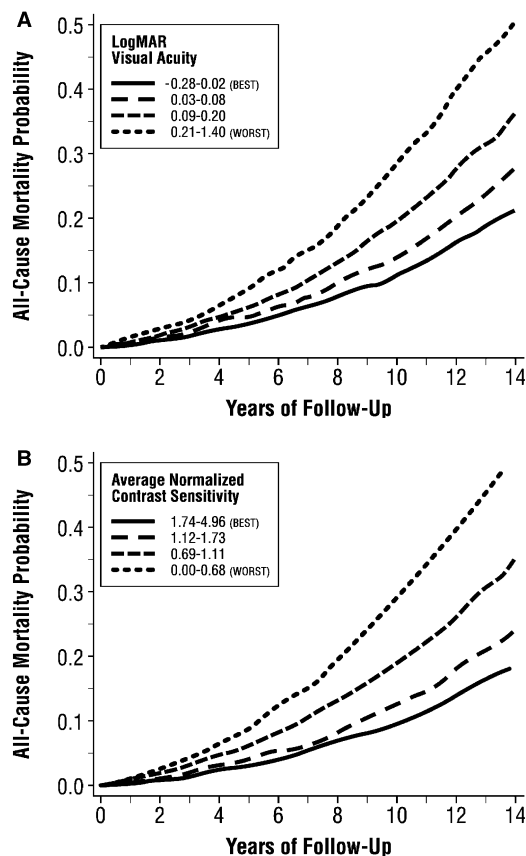 A
LogMAR
Visual Acuity
-0.28-0.02 (BEST)
0.03-0.08
0.09-0.20
0.21-1.40 (WORST)
All-Cause Mortality Probability
0.5
0.4
0.3
0.2
0.1
0.0
0 2 4 6 8 10 12 14
Years of Follow-Up
B
Average Normalized
Contrast Sensitivity
1.74-4.96 (BEST)
1.12-1.73
0.69-1.11
0.00-0.68 (WORST)
All-Cause Mortality Probability
0.5
0.4
0.3
0.2
0.1
0.0
0 2 4 6 8 10 12 14
Years of Follow-Up